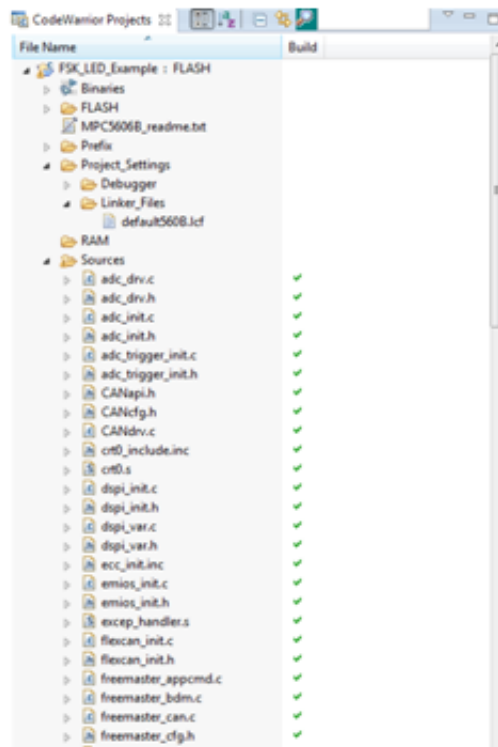 CodeWarrior Projects
File Name Build
FSK_LED_Example : FLASH
Binaries
FLASH
MPC5606B_readme.txt
Prefix
Project_Settings
Debugger
Linker_Files
default560B.lcf
RAM
Sources
adc_drv.c
adc_drv.h
adc_init.c
adc_init.h
adc_trigger_init.c
adc_trigger_init.h
CANapi.h
CANcfg.h
CANdrv.c
crt0_include.inc
crt0.s
dspi_init.c
dspi_init.h
dspi_var.c
dspi_var.h
ecc_init.inc
emios_init.c
emios_init.h
excep_handler.s
flexcan_init.c
flexcan_init.h
freemaster_appcmd.c
freemaster_bdm.c
freemaster_can.c
freemaster_cfg.h